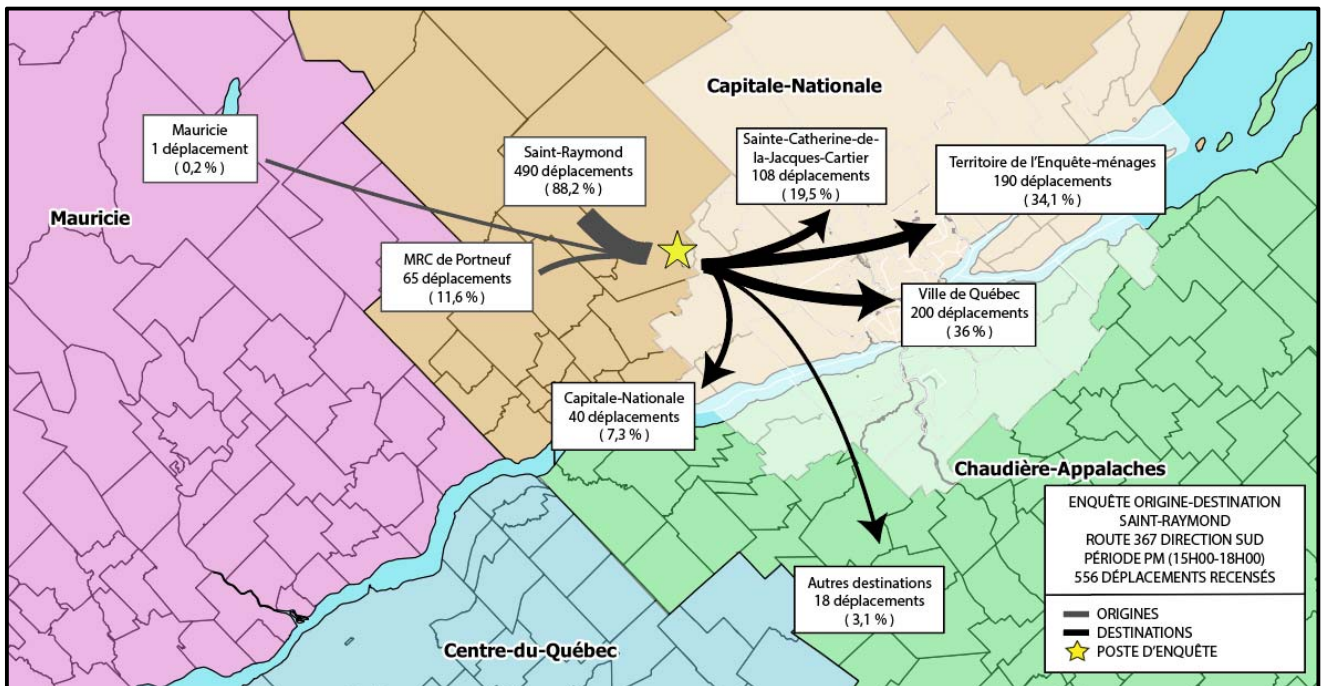 Capitale-Nationale
Mauricie
1 déplacement
( 0,2 % )
Saint-Raymond
490 déplacements
( 88,2 % )
Sainte-Catherine-de-
la-Jacques-Cartier
108 déplacements
( 19,5 % )
Territoire de l'Enquête-ménages
190 déplacements
( 34,1 % )
Mauricie
MRC de Portneuf
65 déplacements
( 11,6 % )
Ville de Québec
200 déplacements
( 36 % )
Capitale-Nationale
40 déplacements
( 7,3 % )
Chaudière-Appalaches
Autres destinations
18 déplacements
( 3,1 % )
Centre-du-Québec
ENQUÊTE ORIGINE-DESTINATION
SAINT-RAYMOND
ROUTE 367 DIRECTION SUD
PÉRIODE PM (15H00-18H00)
556 DÉPLACEMENTS RECENSÉS
ORIGINES
DESTINATIONS
POSTE D'ENQUÊTE